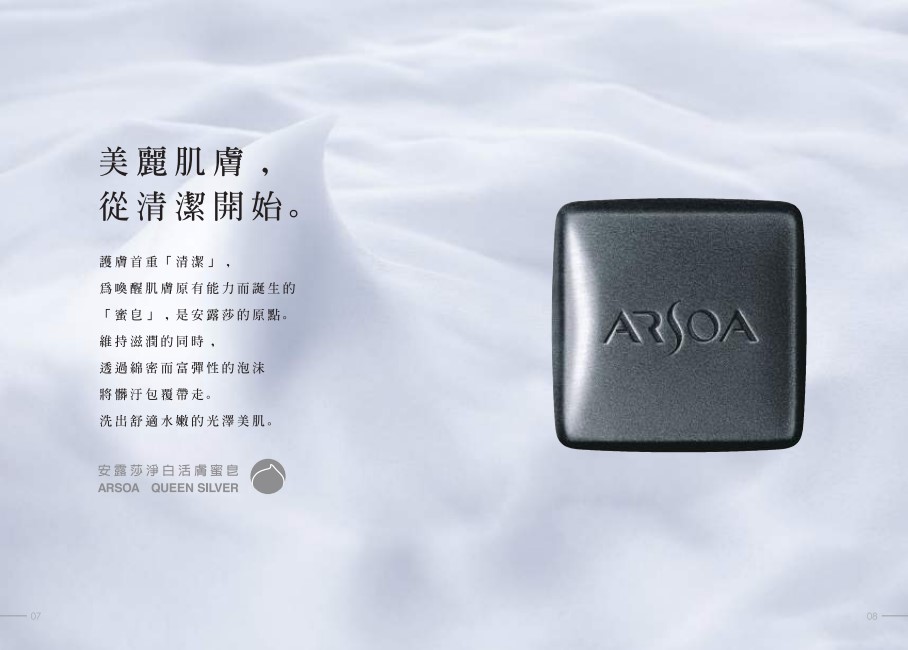 美麗肌膚，
從清潔開始。
護膚首重「清潔」，
爲喚醒肌膚原有能力而誕生的
「蜜皂」，是安露莎的原點。
維持滋潤的同時，
透過綿密而富彈性的泡沫
將髒汙包覆帶走。
洗出舒適水嫩的光澤美肌。
安露莎淨白活膚蜜皂
ARSOA QUEEN SILVER
ARSOA
07
08